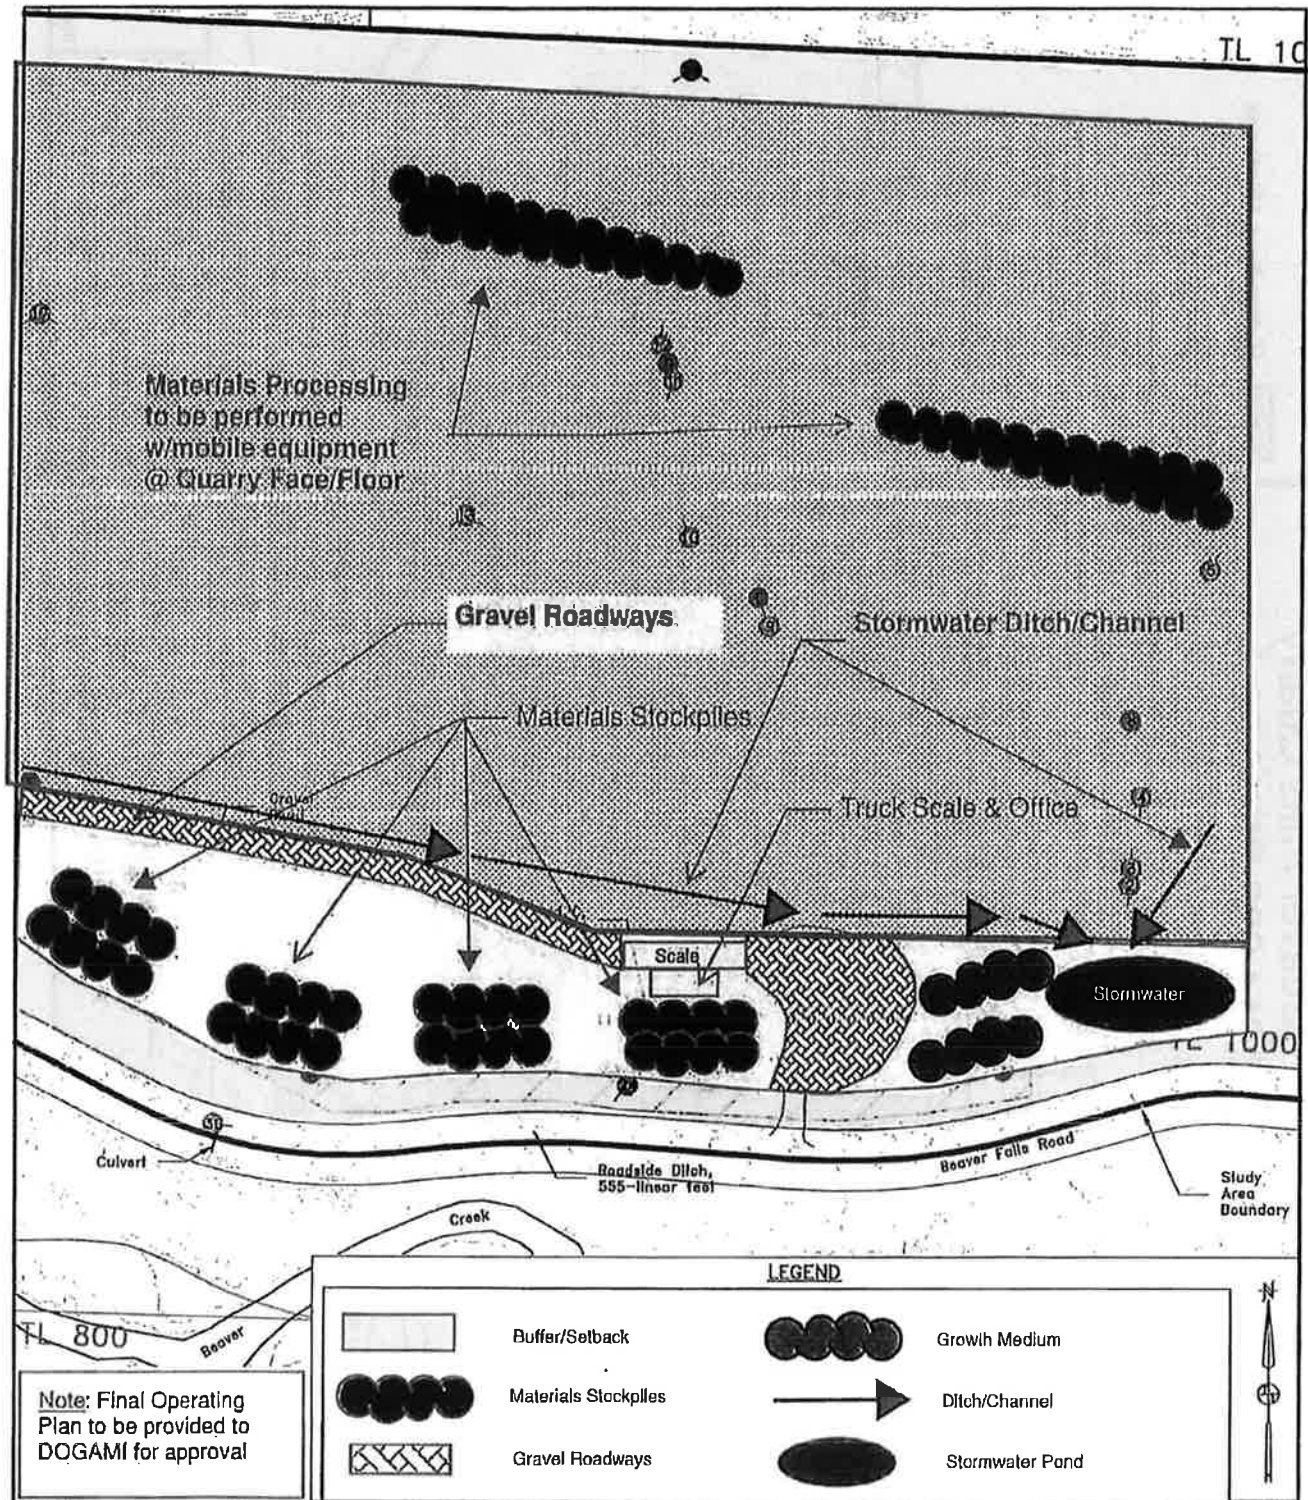 TL 10
Materials Processing
to be performed
w/mobile equipment
@ Quarry Face/Floor
13
10
Gravel Roadways
Stormwater Ditch/Channel
Materials Stockpiles
Truck Scale & Office
Gravel
Scale
Stormwater
TL 1000
Culvert
Roadside Ditch,
555-linear feet
Beaver Falls Road
Study
Area
Boundary
Creek
Beaver
TL 800
LEGEND
Buffer/Setback
Growth Medium
Materials Stockpiles
Ditch/Channel
Gravel Roadways
Stormwater Pond
N
Note: Final Operating
Plan to be provided to
DOGAMI for approval